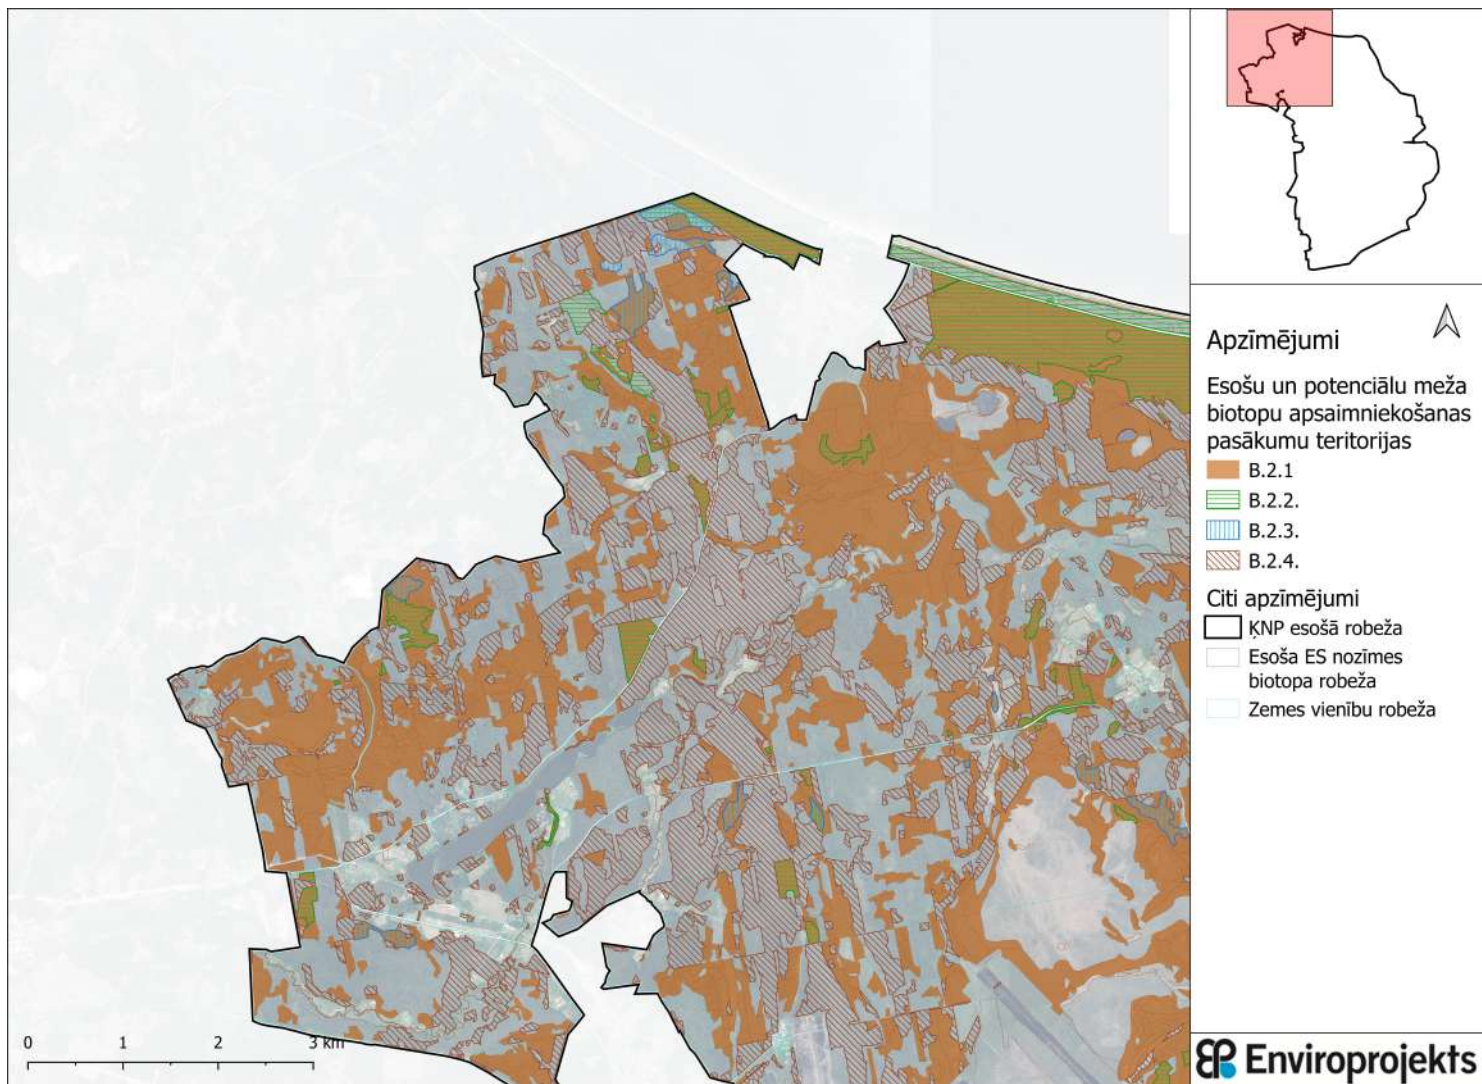 Apzīmējumi
Esošu un potenciālu meža
biotopu apsaimniekošanas
pasākumu teritorijas
B.2.1
B.2.2.
B.2.3.
B.2.4.
Citi apzīmējumi
ĶNP esošā robeža
Esoša ES nozīmes
biotopa robeža
Zemes vienību robeža
0 1 2 3 km
Enviroprojekts